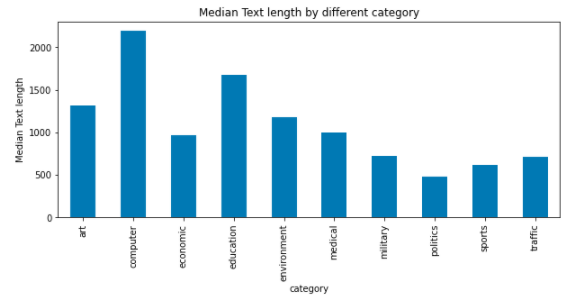 Median Text length by different category
Median Text length
2000
1500
1000
500
0
art
computer
economic
education
environment
medical
military
politics
sports
traffic
category